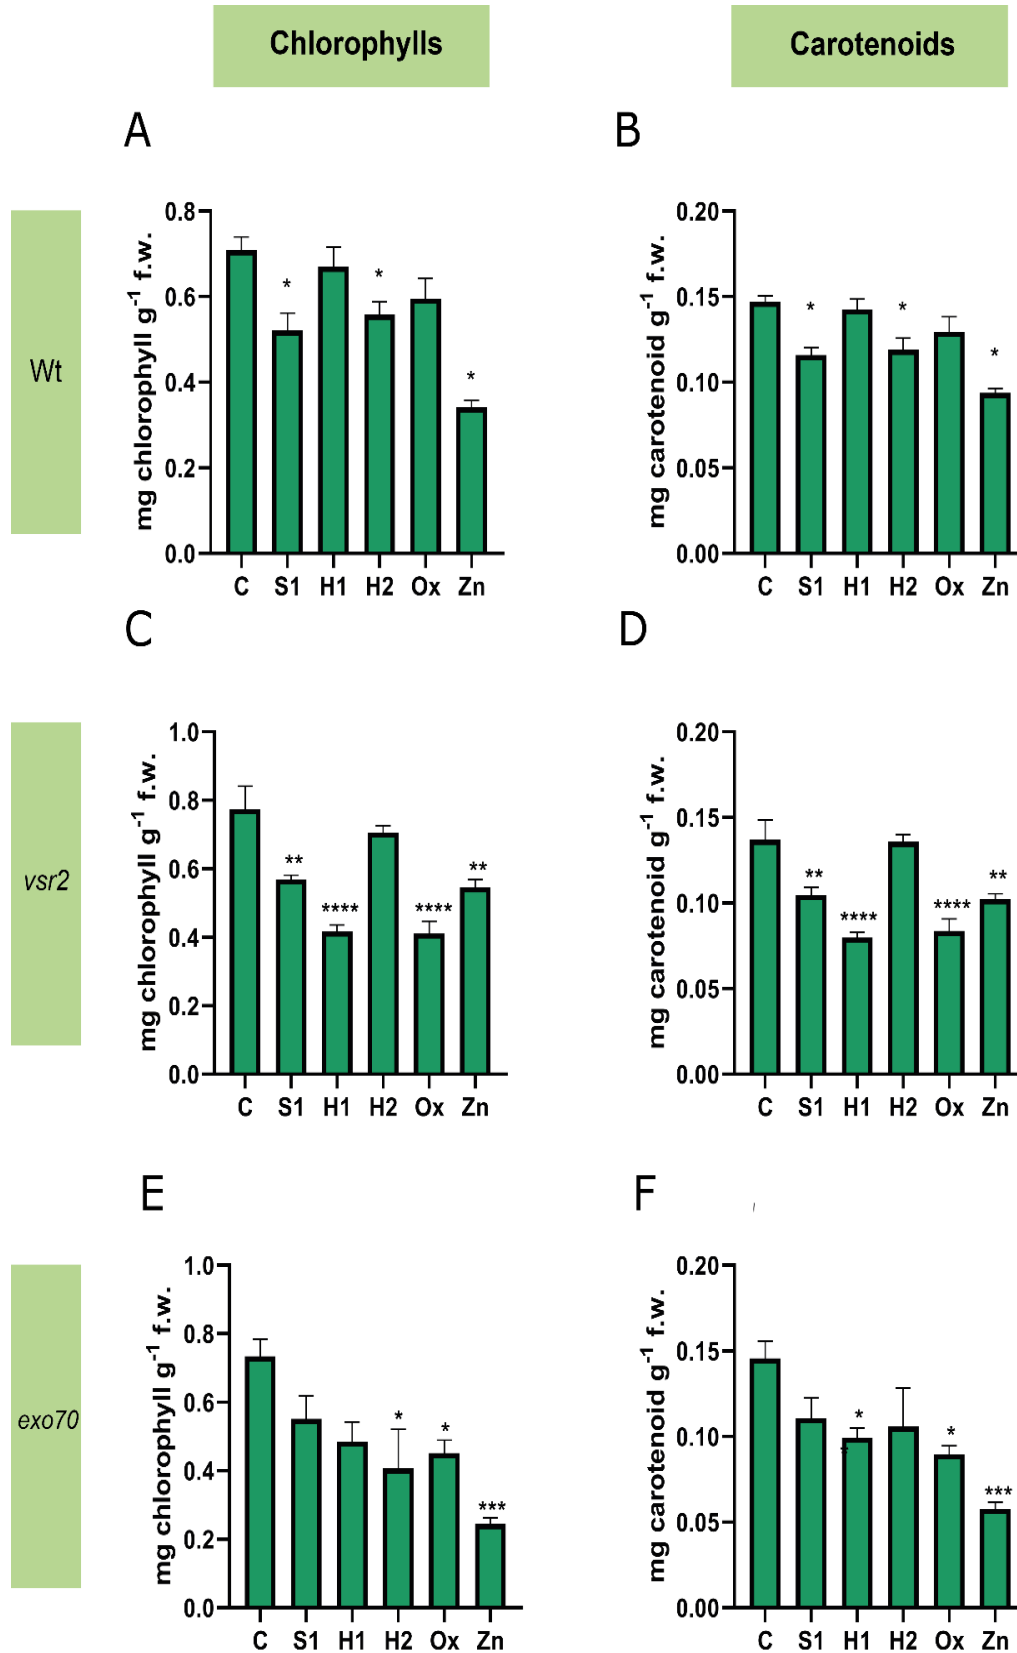 Chlorophylls Carotenoids
A B
Wt
mg chlorophyll g-1 f.w.
0.8
0.6
0.4
0.2
0.0
* * *
C S1 H1 H2 Ox Zn
mg carotenoid g-1 f.w.
0.20
0.15
0.10
0.05
0.00
* * *
C S1 H1 H2 Ox Zn
C D
vsr2
mg chlorophyll g-1 f.w.
1.0
0.8
0.6
0.4
0.2
0.0
** **** **** **
C S1 H1 H2 Ox Zn
mg carotenoid g-1 f.w.
0.20
0.15
0.10
0.05
0.00
** **** **** **
C S1 H1 H2 Ox Zn
E F
exo70
mg chlorophyll g-1 f.w.
1.0
0.8
0.6
0.4
0.2
0.0
* * ***
C S1 H1 H2 Ox Zn
mg carotenoid g-1 f.w.
0.20
0.15
0.10
0.05
0.00
* * ***
*
C S1 H1 H2 Ox Zn